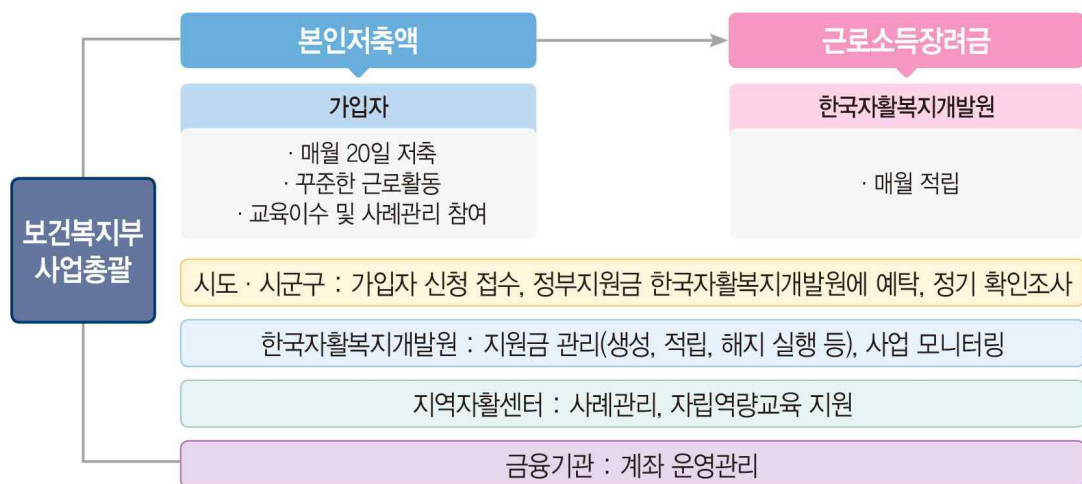 본인저축액
근로소득장려금
가입자
· 매월 20일 저축
· 꾸준한 근로활동
· 교육이수 및 사례관리 참여
한국자활복지개발원
· 매월 적립
보건복지부
사업총괄
시도 · 시군구 : 가입자 신청 접수, 정부지원금 한국자활복지개발원에 예탁, 정기 확인조사
한국자활복지개발원 : 지원금 관리(생성, 적립, 해지 실행 등), 사업 모니터링
지역자활센터 : 사례관리, 자립역량교육 지원
금융기관 : 계좌 운영관리